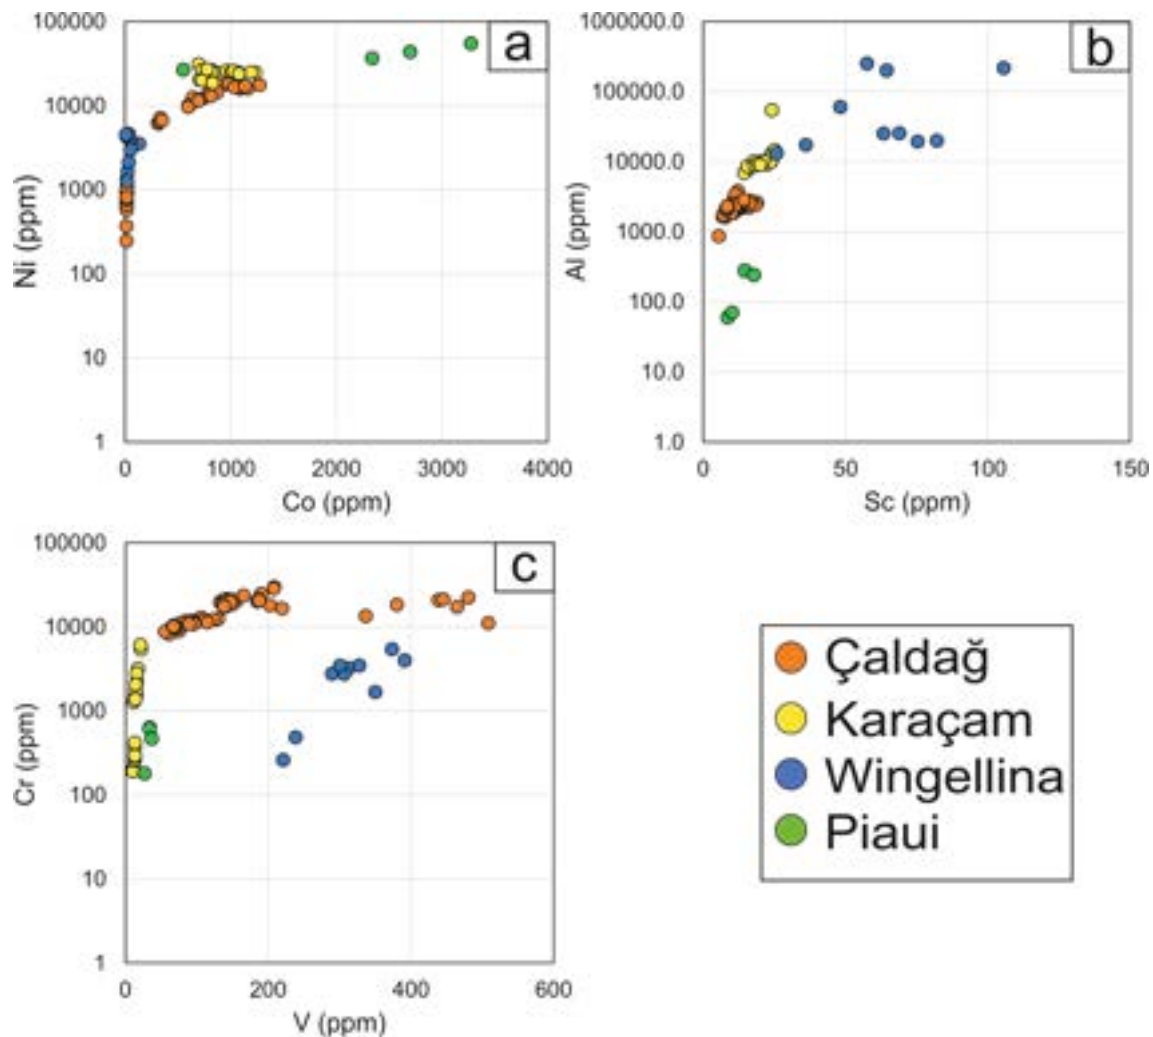 a
100000
10000
1000
100
10
1
Ni (ppm)
0 1000 2000 3000 4000
Co (ppm)
b
1000000.0
100000.0
10000.0
1000.0
100.0
10.0
1.0
Al (ppm)
0 50 100 150
Sc (ppm)
c
100000
10000
1000
100
10
1
Cr (ppm)
0 200 400 600
V (ppm)
Çaldağ
Karaçam
Wingellina
Piaui